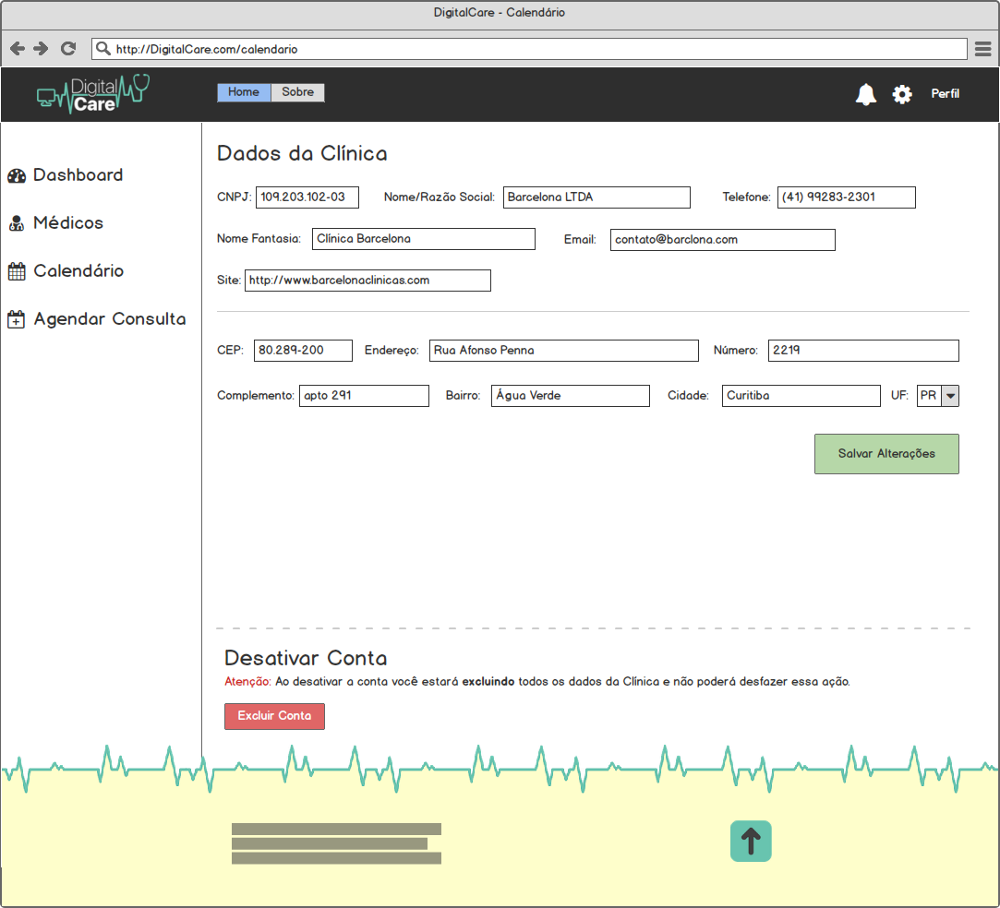 DigitalCare - Calendário
http://DigitalCare.com/calendario
Digital
Care
Home Sobre
Perfil
Dashboard
Médicos
Calendário
Agendar Consulta
Dados da Clínica
CNPJ: 109.203.102-03 Nome/Razão Social: Barcelona LTDA Telefone: (41) 99283-2301
Nome Fantasia: Clínica Barcelona Email: contato@barclona.com
Site: http://www.barcelonaclinicas.com
CEP: 80.289-200 Endereço: Rua Afonso Penna Número: 2219
Complemento: apto 291 Bairro: Água Verde Cidade: Curitiba UF: PR
Salvar Alterações
Desativar Conta
Atenção: Ao desativar a conta você estará excluindo todos os dados da Clínica e não poderá desfazer essa ação.
Excluir Conta